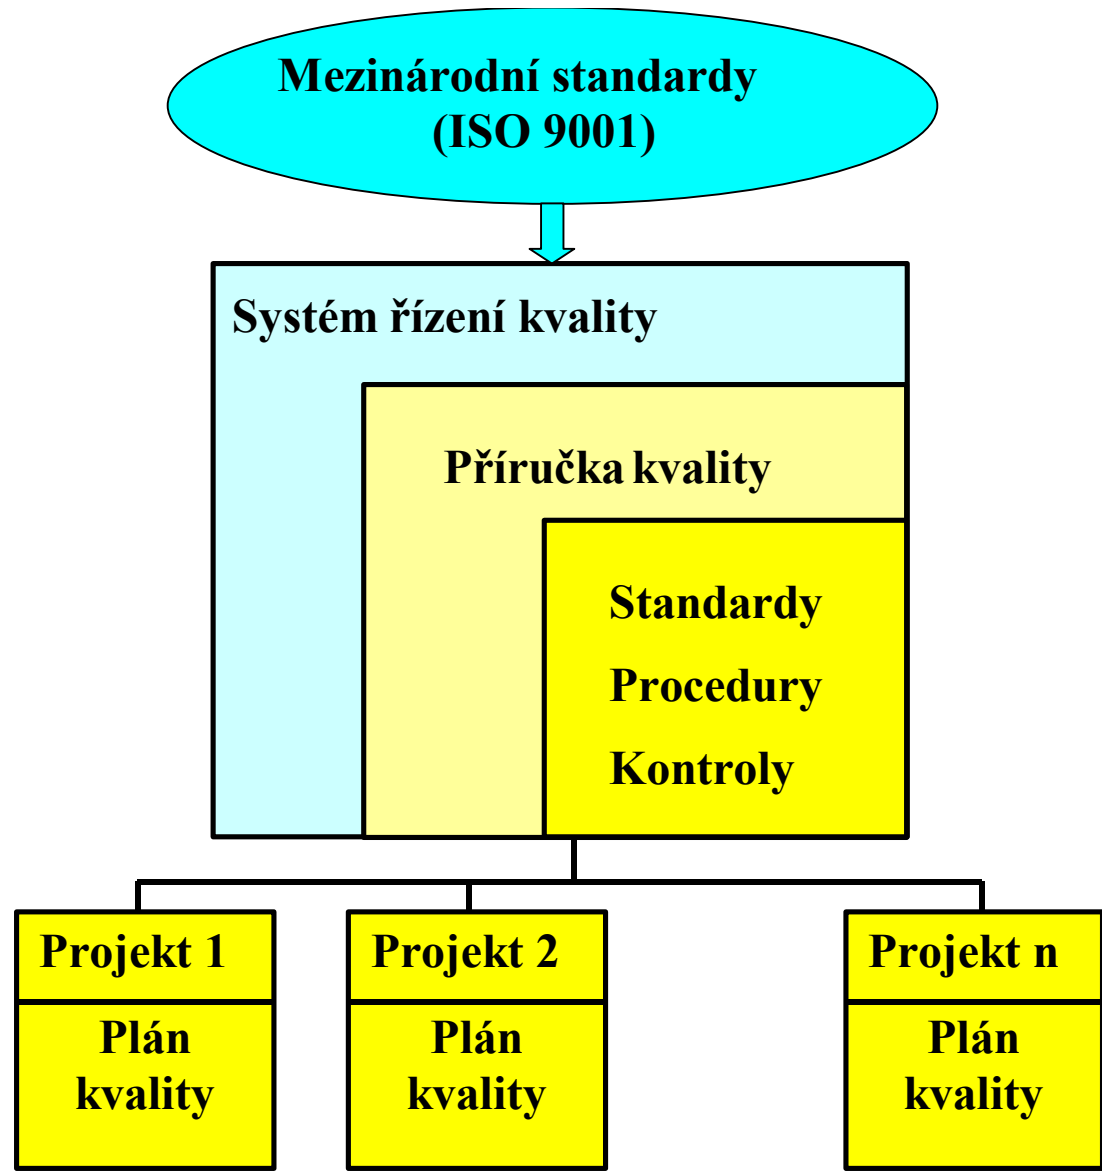 Mezinárodní standardy
(ISO 9001)
Systém řízení kvality
Příručka kvality
Standardy
Procedury
Kontroly
Projekt 1
Plán
kvality
Projekt 2
Plán
kvality
Projekt n
Plán
kvality